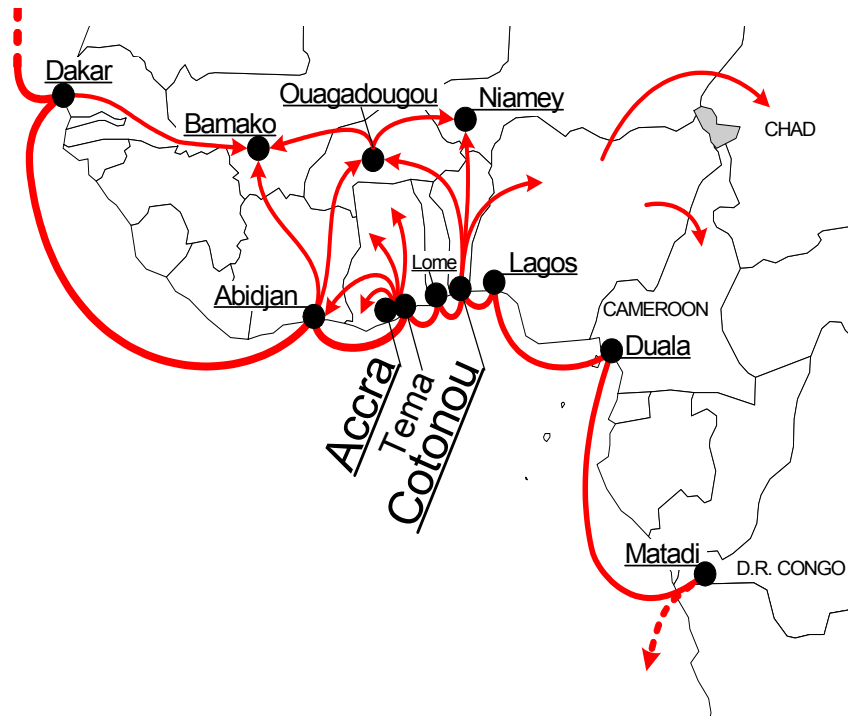 Dakar
Ouagadougou
Niamey
Bamako
CHAD
Lome
Lagos
Abidjan
CAMEROON
Duala
Accra
Tema
Cotonou
Matadi
D.R. CONGO